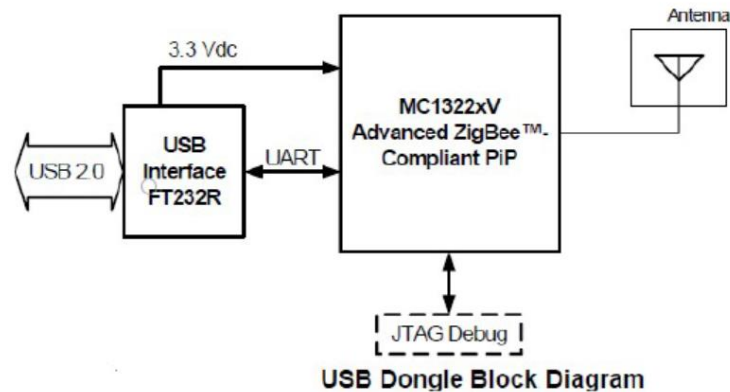 Antenna
3.3 Vdc
MC1322xV
Advanced ZigBee™-
Compliant PiP
USB
Interface
FT232R
USB 2.0
UART
JTAG Debug
USB Dongle Block Diagram